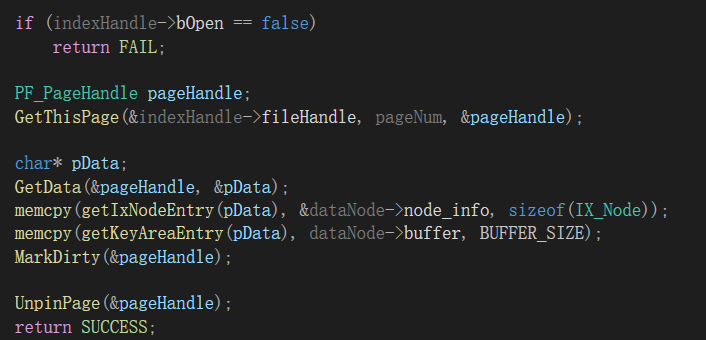 if (indexHandle->bOpen == false)
return FAIL;
PF_PageHandle pageHandle;
GetThisPage(&indexHandle->fileHandle, pageNum, &pageHandle);
char* pData;
GetData(&pageHandle, &pData);
memcpy(getIxNodeEntry(pData), &dataNode->node_info, sizeof(IX_Node));
memcpy(getKeyAreaEntry(pData), dataNode->buffer, BUFFER_SIZE);
MarkDirty(&pageHandle);
UnpinPage(&pageHandle);
return SUCCESS;